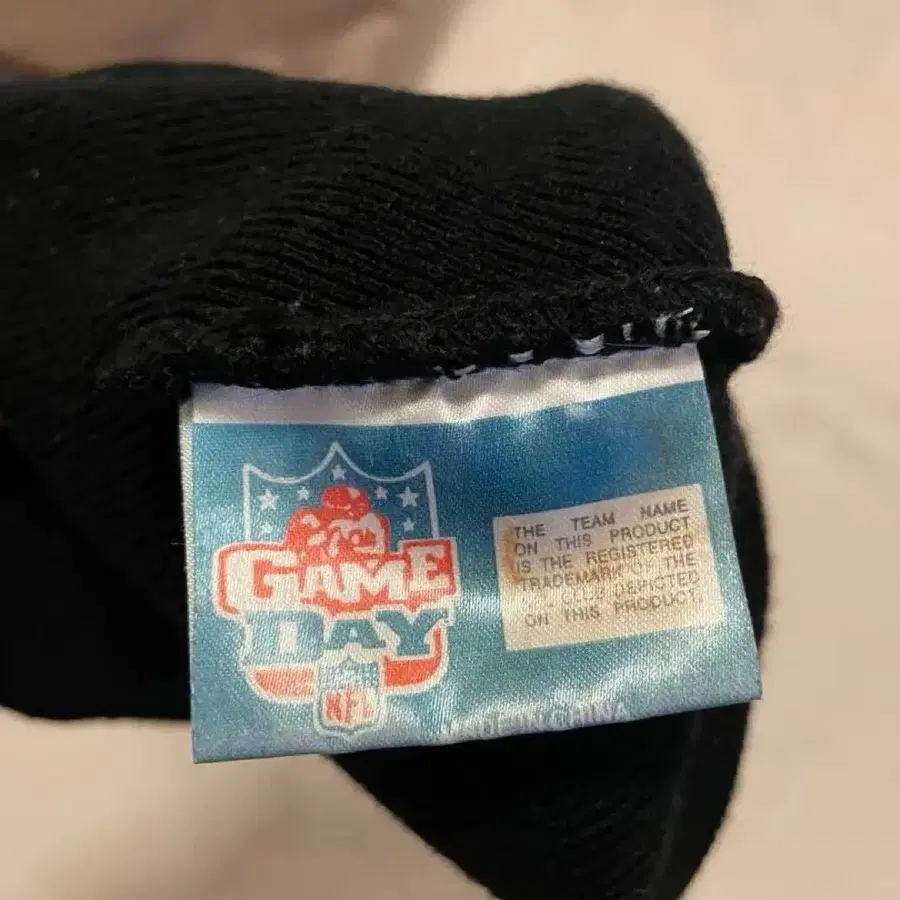 GAME
DAY
NFL
THE TEAM NAME
ON THIS PRODUCT
IS THE REGISTERED
TRADEMARK OF THE
CLUB DEPICTED
ON THIS PRODUCT.
MADE IN CHINA